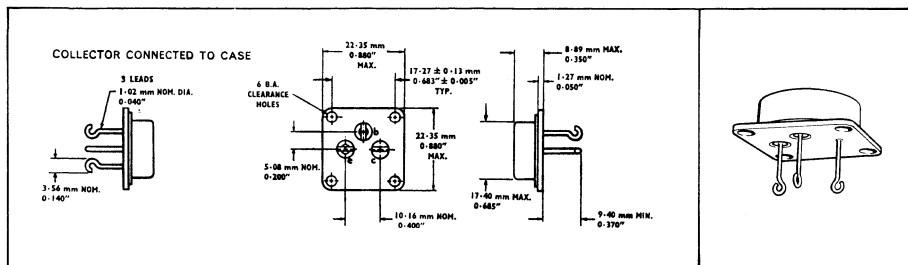 COLLECTOR CONNECTED TO CASE
3 LEADS
1·02 mm NOM. DIA.
0·040"
3·56 mm NOM.
0·140"
22·35 mm
0·880"
MAX.
17·27 ± 0·13 mm
0·683" ± 0·005"
TYP.
6 B.A.
CLEARANCE
HOLES
b
e
c
22·35 mm
0·880"
MAX.
5·08 mm NOM.
0·200"
10·16 mm NOM.
0·400"
8·89 mm MAX.
0·350"
1·27 mm NOM.
0·050"
17·40 mm MAX.
0·685"
9·40 mm MIN.
0·370"